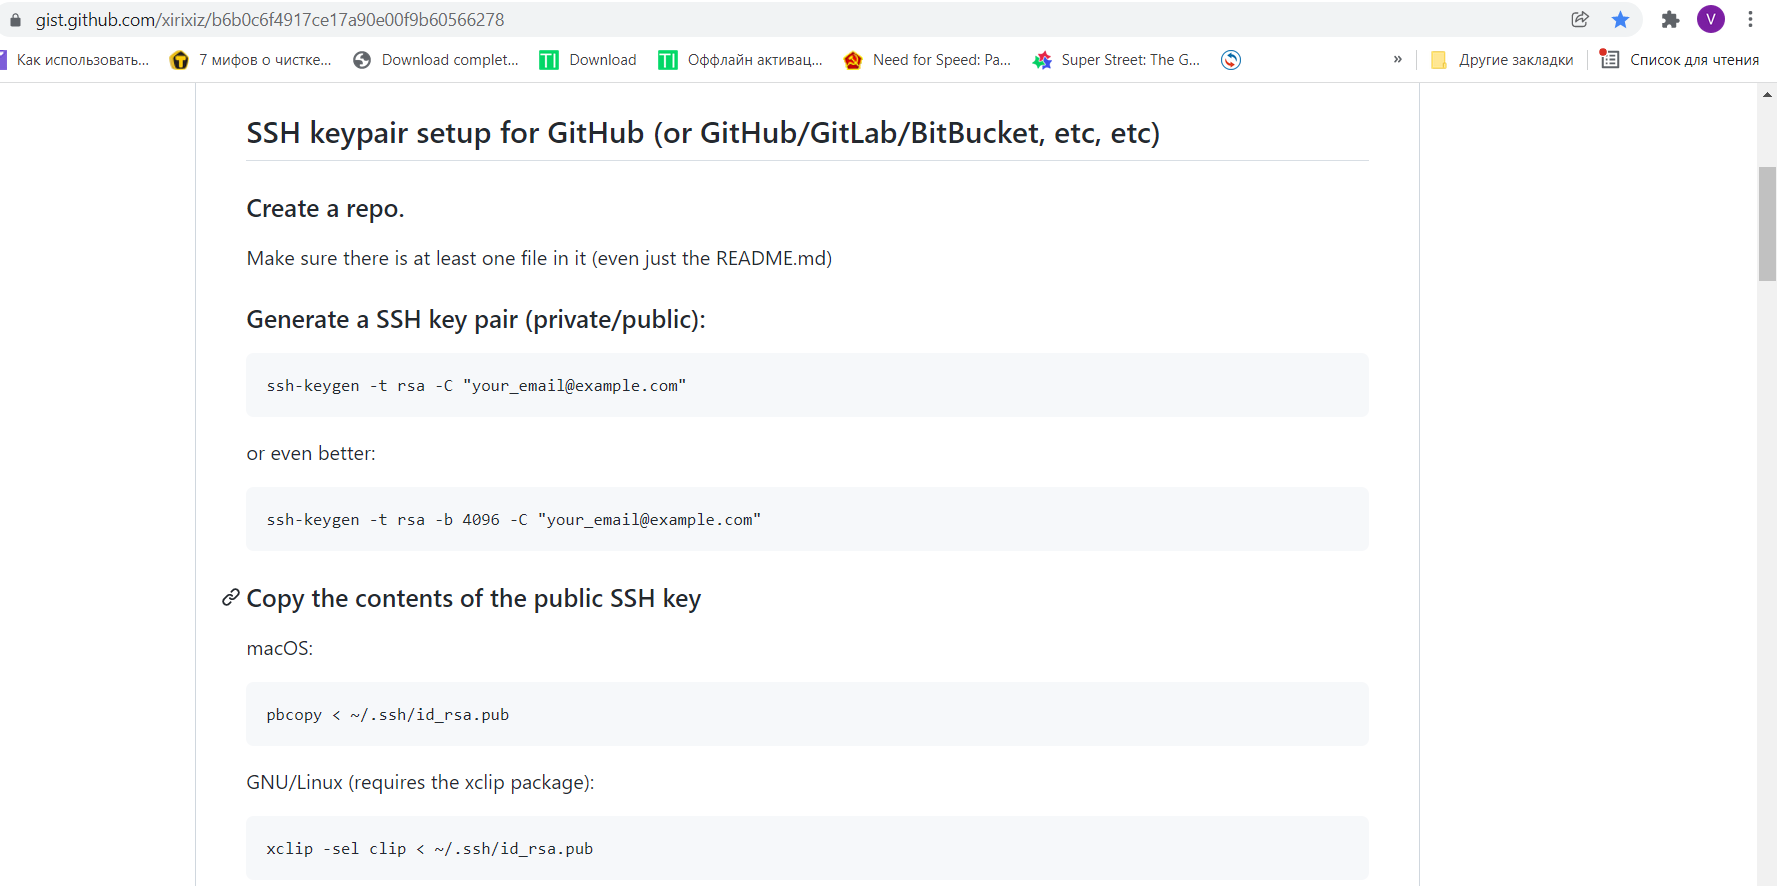 gist.github.com/xirixiz/b6b0c6f4917ce17a90e00f9b60566278
V
Как использовать...
7 мифов о чистке...
Download complet...
TI Download
TI Оффлайн активац...
Need for Speed: Pa...
Super Street: The G...
»
Другие закладки
Список для чтения
SSH keypair setup for GitHub (or GitHub/GitLab/BitBucket, etc, etc)
Create a repo.
Make sure there is at least one file in it (even just the README.md)
Generate a SSH key pair (private/public):
ssh-keygen -t rsa -C "your_email@example.com"
or even better:
ssh-keygen -t rsa -b 4096 -C "your_email@example.com"
Copy the contents of the public SSH key
macOS:
pbcopy < ~/.ssh/id_rsa.pub
GNU/Linux (requires the xclip package):
xclip -sel clip < ~/.ssh/id_rsa.pub